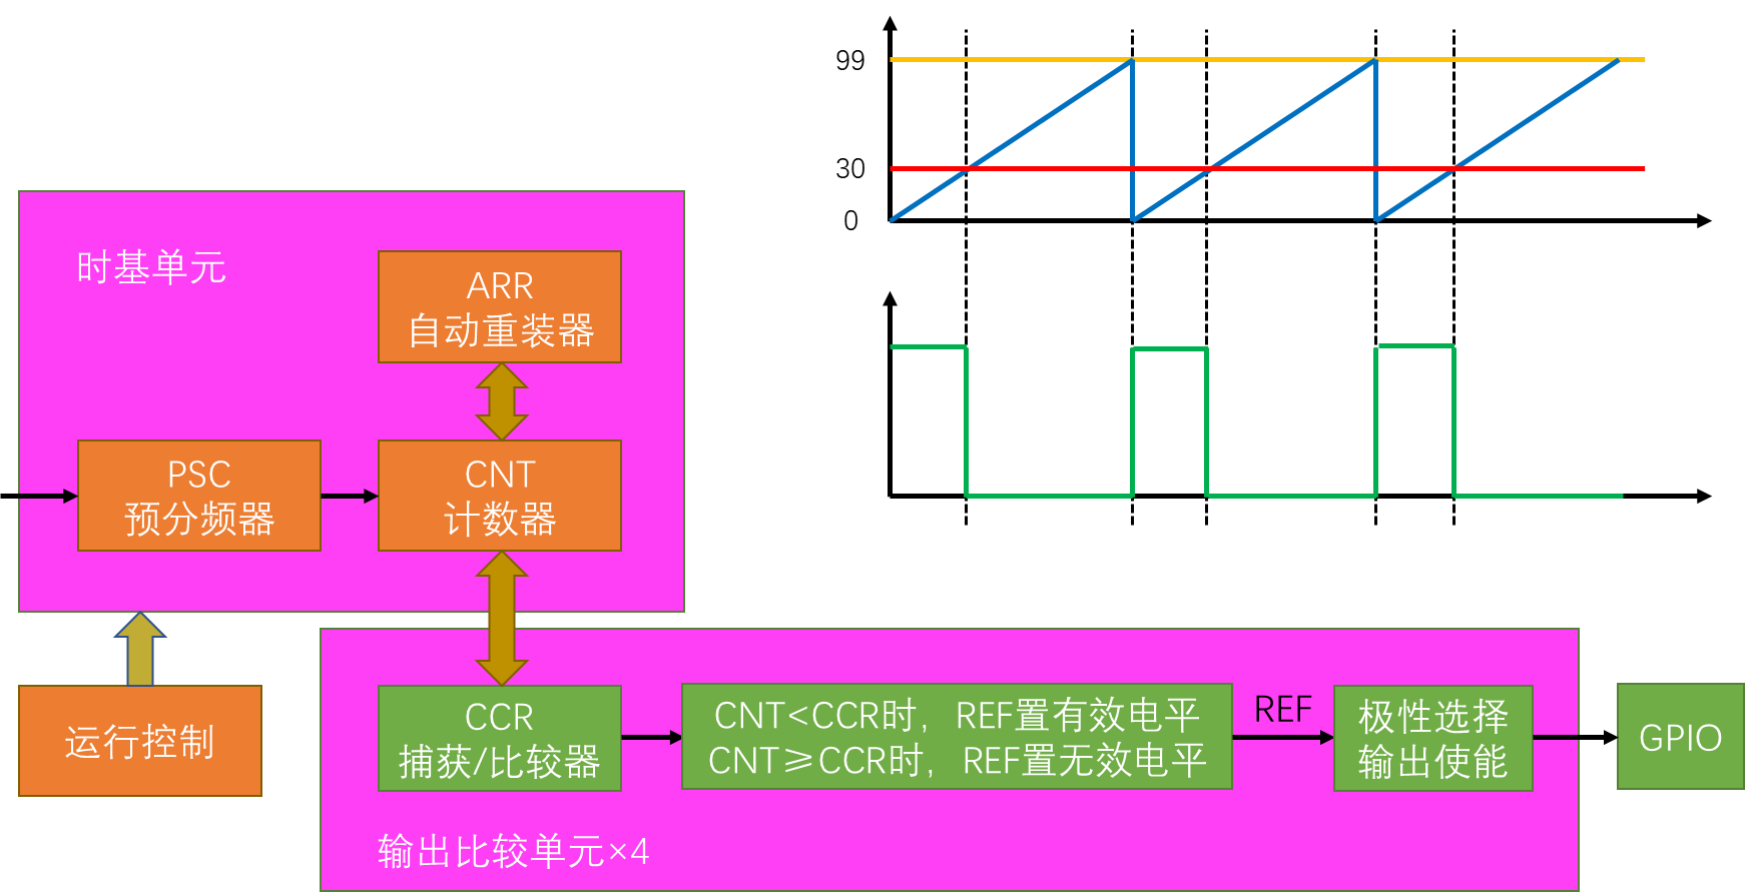 99
30
0
时基单元
ARR
自动重装器
PSC
预分频器
CNT
计数器
运行控制
CCR
捕获/比较器
CNT<CCR时，REF置有效电平
CNT≥CCR时，REF置无效电平
REF
极性选择
输出使能
GPIO
输出比较单元×4